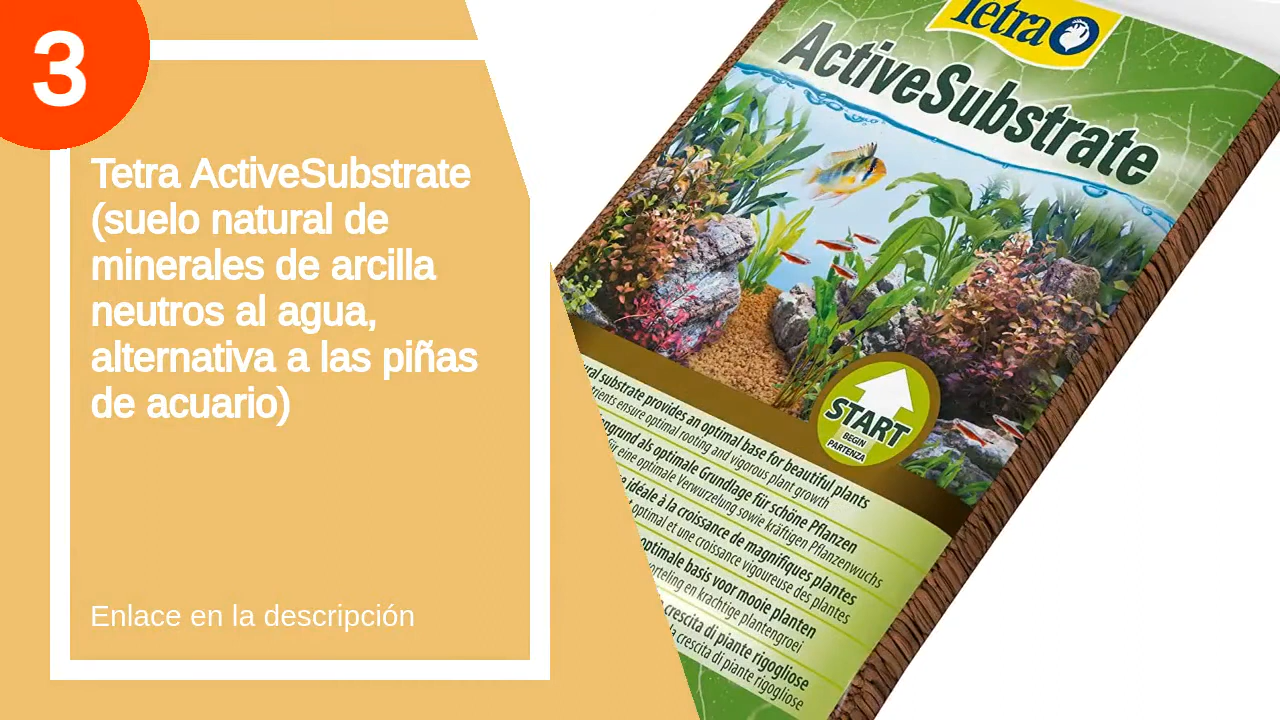 3
Tetra ActiveSubstrate
(suelo natural de
minerales de arcilla
neutros al agua,
alternativa a las piñas
de acuario)
Enlace en la descripción
Tetra
ActiveSubstrate
START
BEGIN
PARTENZA
substrate provides an optimal base for beautiful plants
ensure optimal rooting and vigorous plant growth
als optimale Grundlage für schöne Pflanzen
für eine optimale Verwurzelung sowie kräftigen Pflanzenwuchs
idéale à la croissance de magnifiques plantes
optimal et une croissance vigoureuse des plantes
optimale basis voor mooie planten
en krachtige plantengroei
crescita di piante rigogliose
la crescita di piante rigogliose